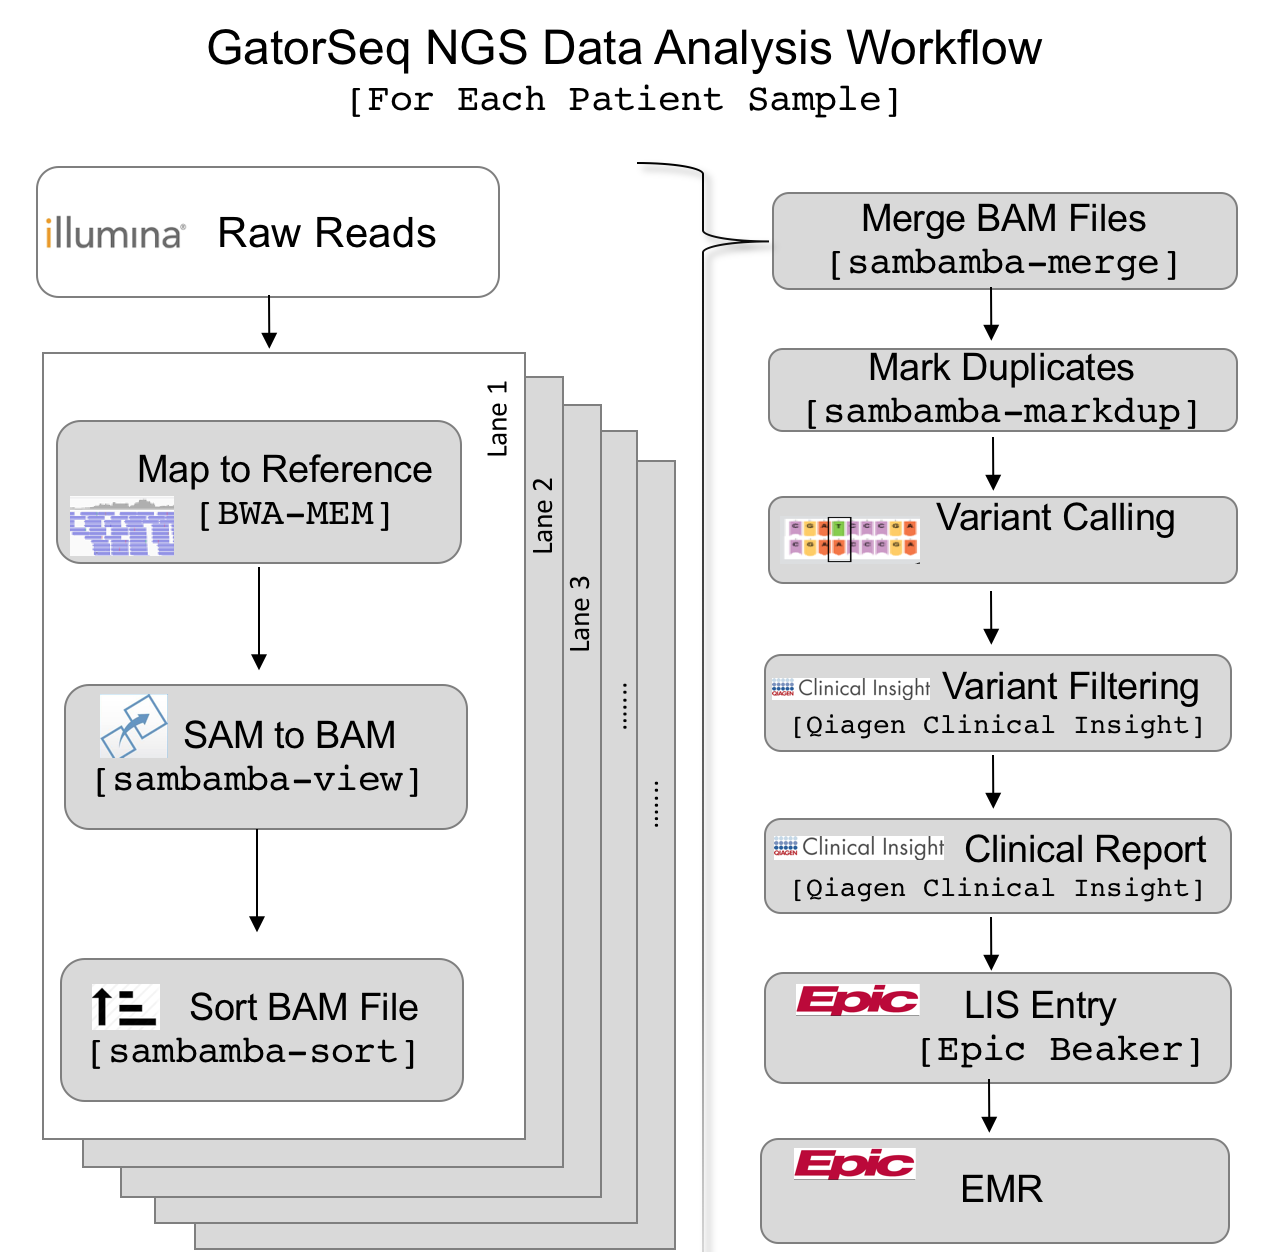 GatorSeq NGS Data Analysis Workflow
[For Each Patient Sample]
illumina®
Raw Reads
Lane 1
Map to Reference
[BWA-MEM]
SAM to BAM
[sambamba-view]
Sort BAM File
[sambamba-sort]
Lane 2
Lane 3
.......
.......
Merge BAM Files
[sambamba-merge]
Mark Duplicates
[sambamba-markdup]
Variant Calling
C G A T C C C G A
C G A A C C C G A
QIAGEN Clinical Insight Variant Filtering
[Qiagen Clinical Insight]
QIAGEN Clinical Insight Clinical Report
[Qiagen Clinical Insight]
Epic LIS Entry
[Epic Beaker]
Epic
EMR